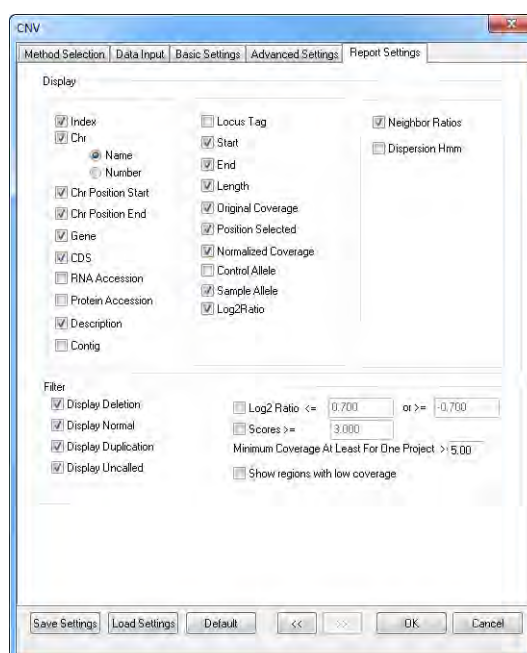 CNV
Method Selection Data Input Basic Settings Advanced Settings Report Settings
Display
Index
Chr
Name
Number
Chr Position Start
Chr Position End
Gene
CDS
RNA Accession
Protein Accession
Description
Contig
Locus Tag
Start
End
Length
Original Coverage
Position Selected
Normalized Coverage
Control Allele
Sample Allele
Log2Ratio
Neighbor Ratios
Dispersion Hmm
Filter
Display Deletion
Display Normal
Display Duplication
Display Uncalled
Log2 Ratio <= 0.700 or >= -0.700
Scores >= 3.000
Minimum Coverage At Least For One Project > 5.00
Show regions with low coverage
Save Settings Load Settings Default << >> OK Cancel